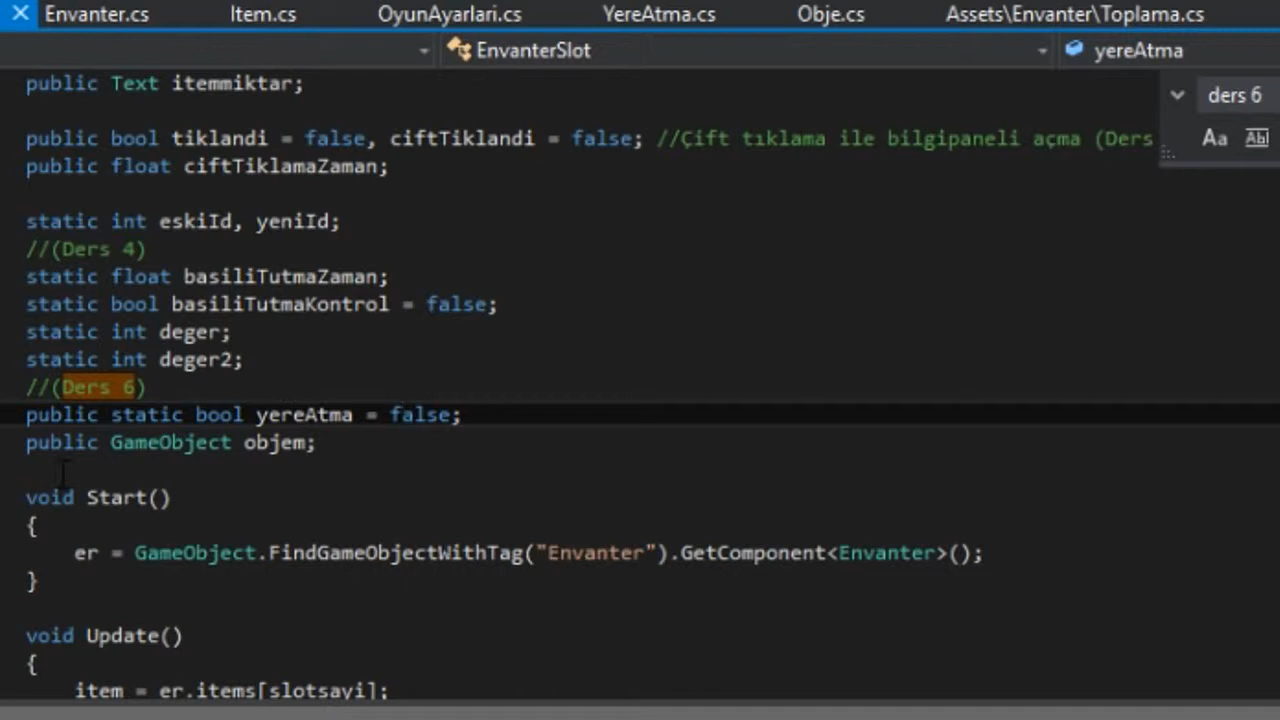 Envanter.cs Item.cs OyunAyarlari.cs YereAtma.cs Obje.cs Assets\Envanter\Toplama.cs
EnvanterSlot yereAtma
public Text itemmiktar;
ders 6
public bool tiklandi = false, ciftTiklandi = false; //Çift tıklama ile bilgipaneli açma (Ders
Aa Abl
public float ciftTiklamaZaman;
static int eskiId, yeniId;
//(Ders 4)
static float basiliTutmaZaman;
static bool basiliTutmaKontrol = false;
static int deger;
static int deger2;
//(Ders 6)
public static bool yereAtma = false;
public GameObject objem;
void Start()
{
er = GameObject.FindGameObjectWithTag("Envanter").GetComponent<Envanter>();
}
void Update()
{
item = er.items[slotsayi];